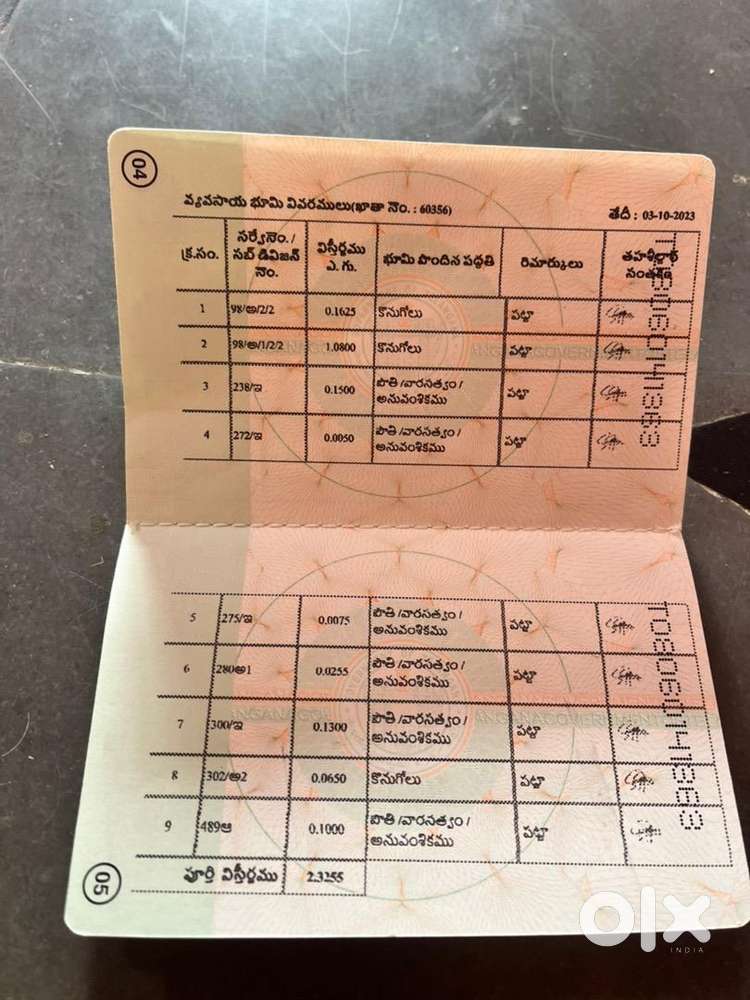 04
వ్యవసాయ భూమి వివరములు(ఖాతా నెం. : 60356) తేదీ : 03-10-2023
క్ర.సం. సర్వేనెం. / సబ్ డివిజన్ నెం. విస్తీర్ణము ఎ. గు. భూమి పొందిన పద్ధతి రిమార్కులు తహశీల్దార్ సంతకం
1 98/అ/2/2 0.1625 కొనుగోలు పట్టా
2 98/అ/1/2/2 1.0800 కొనుగోలు పట్టా
3 238/ఇ 0.1500 పౌతి /వారసత్వం / అనువంశికము పట్టా
4 272/ఇ 0.0050 పౌతి /వారసత్వం / అనువంశికము పట్టా
T08060141363
5 275/ఇ 0.0075 పౌతి /వారసత్వం / అనువంశికము పట్టా
6 280అ1 0.0255 పౌతి /వారసత్వం / అనువంశికము పట్టా
7 300/ఇ 0.1300 పౌతి /వారసత్వం / అనువంశికము పట్టా
8 302/అ2 0.0650 కొనుగోలు పట్టా
9 489ఆ 0.1000 పౌతి /వారసత్వం / అనువంశికము పట్టా
పూర్తి విస్తీర్ణము 2.3255
T08060141363
05
olx
INDIA